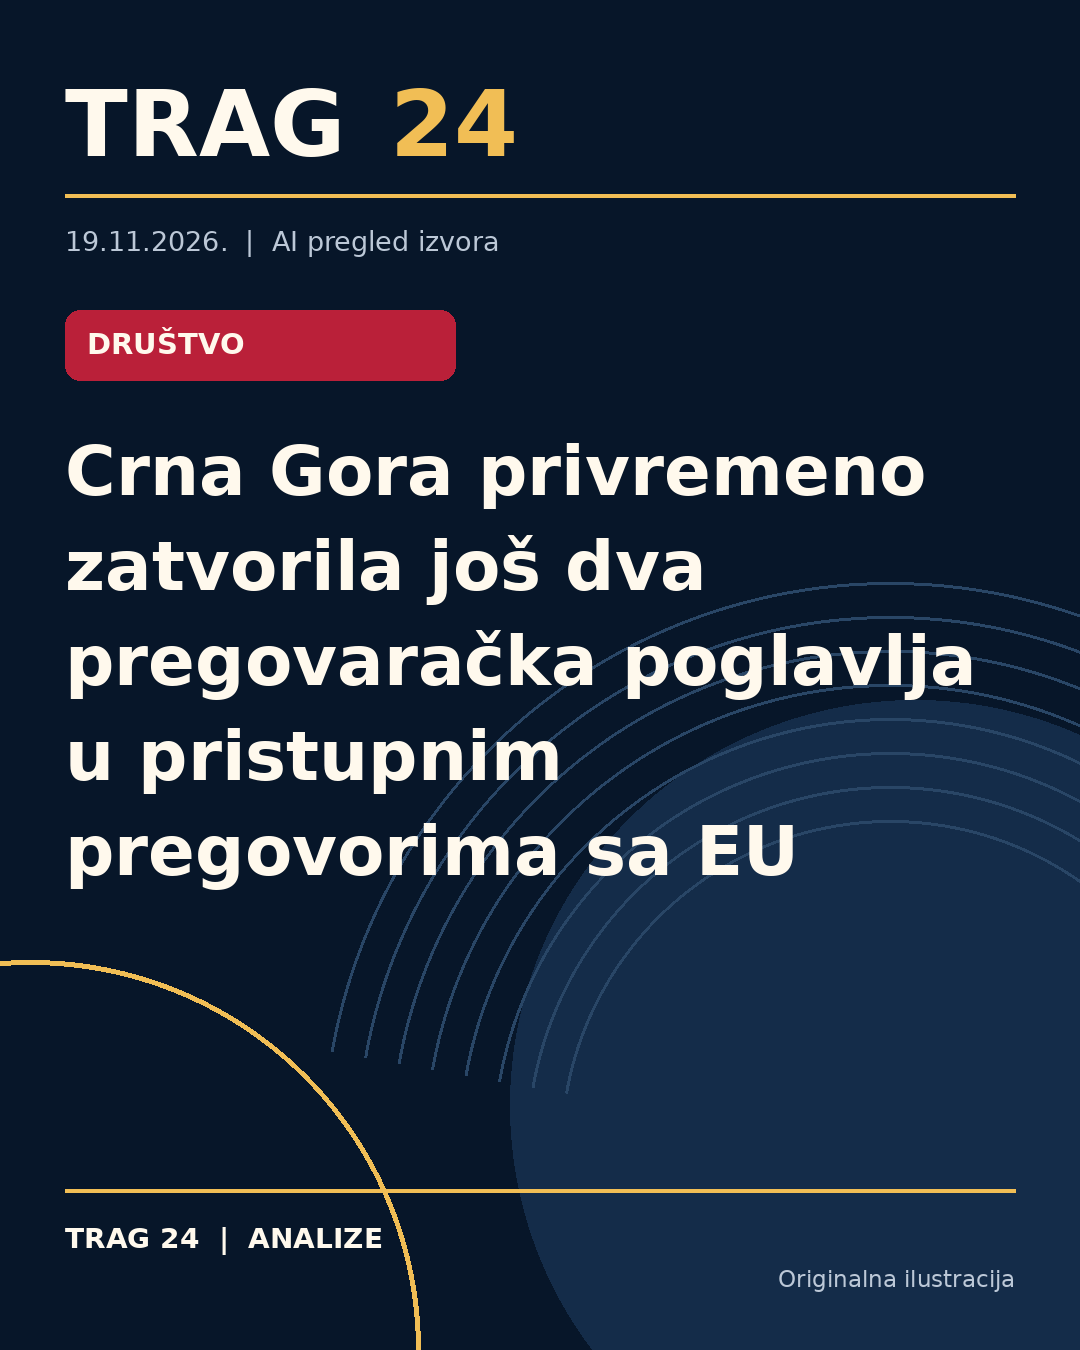 TRAG 24
19.11.2026. | AI pregled izvora
DRUŠTVO
Crna Gora privremeno
zatvorila još dva
pregovaračka poglavlja
u pristupnim
pregovorima sa EU
TRAG 24 | ANALIZE
Originalna ilustracija